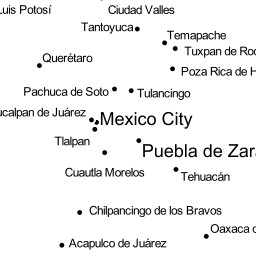 Luis Potosí
Ciudad Valles
Tantoyuca
Temapache
Tuxpan de Ro
Querétaro
Poza Rica de H
Pachuca de Soto
Tulancingo
ucalpan de Juárez
Mexico City
Tlalpan
Puebla de Zar
Cuautla Morelos
Tehuacán
Chilpancingo de los Bravos
Oaxaca
Acapulco de Juárez